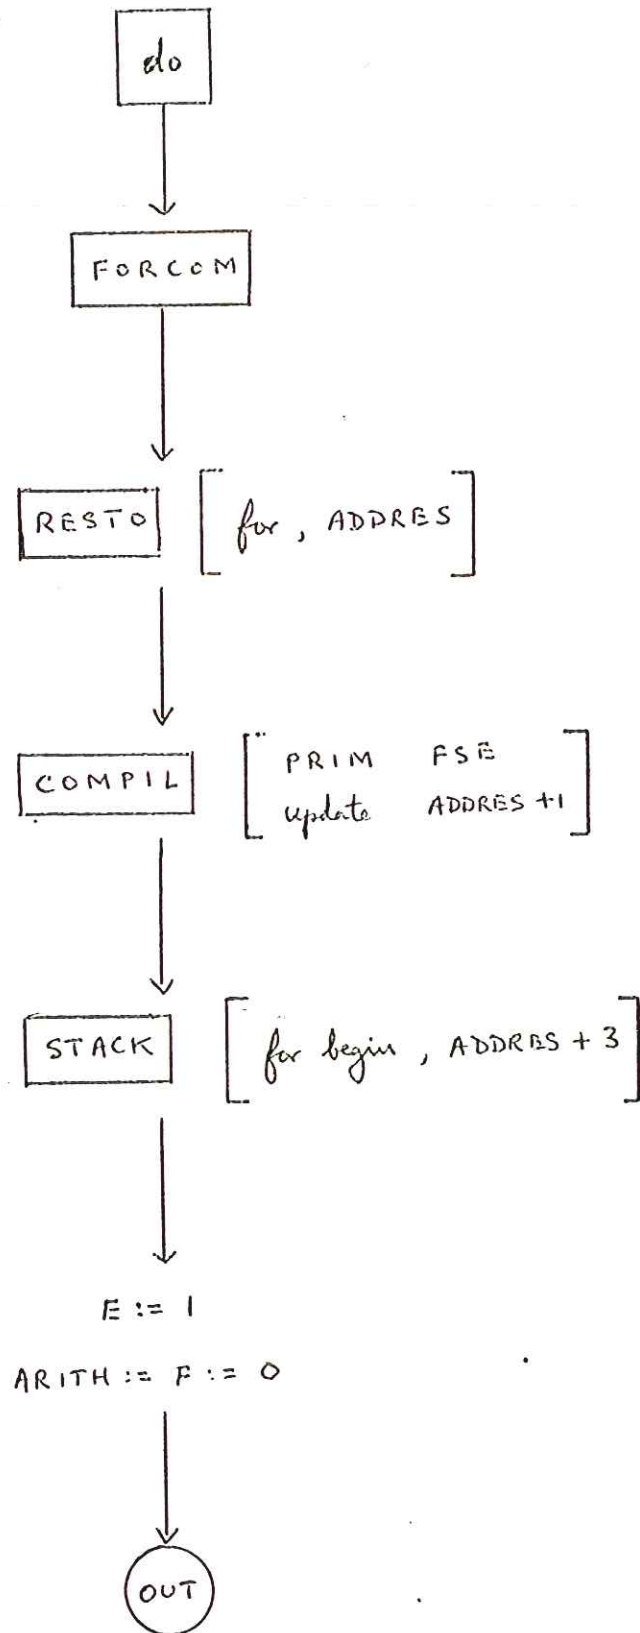 do
FORCOM
RESTO [for, ADDRES]
COMPIL [PRIM FSE
update ADDRES +1]
STACK [for begin, ADDRES + 3]
E := 1
ARITH := F := 0
OUT